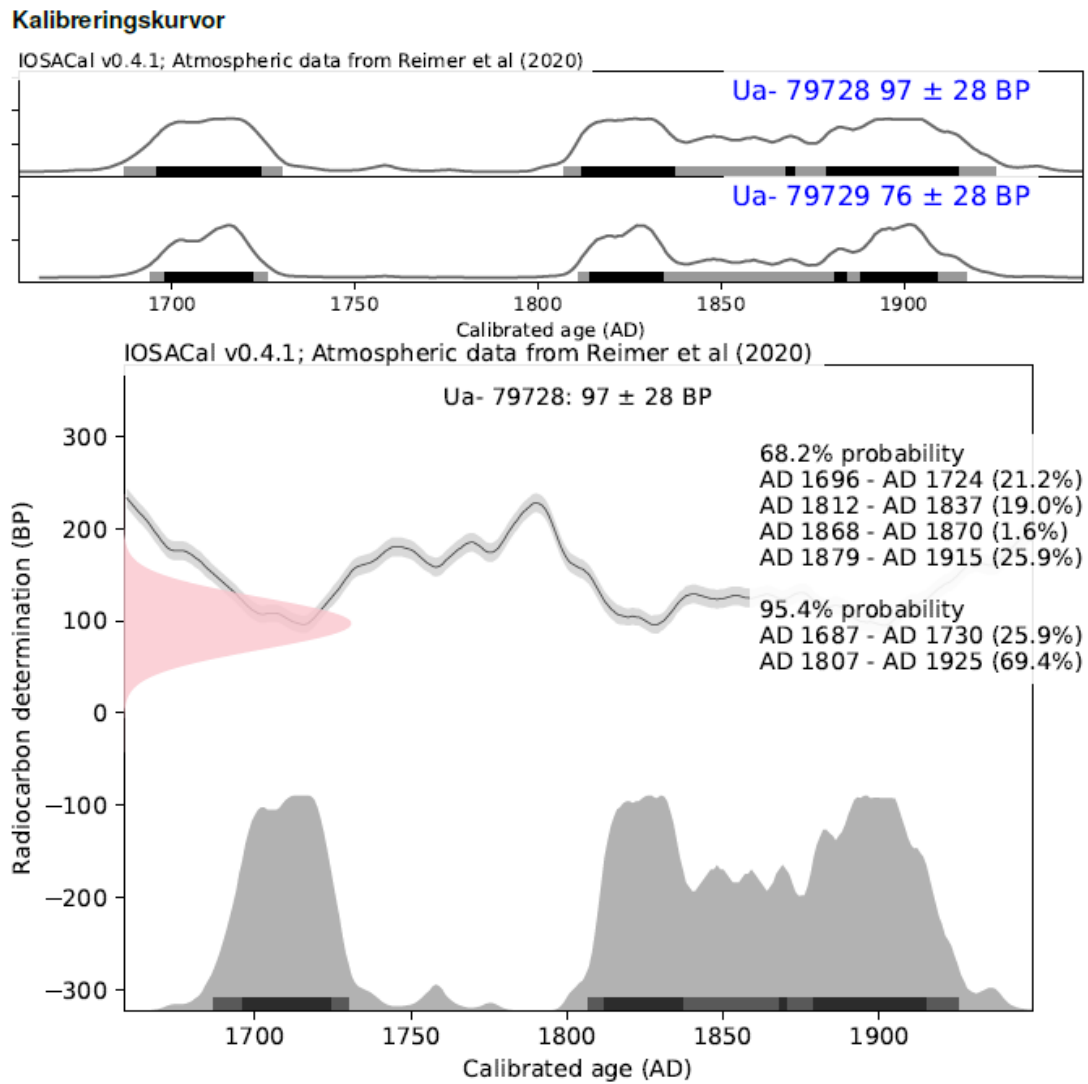 Kalibreringskurvor
IOSACal v0.4.1; Atmospheric data from Reimer et al (2020)
Ua- 79728 97 ± 28 BP
Ua- 79729 76 ± 28 BP
1700 1750 1800 1850 1900
Calibrated age (AD)
IOSACal v0.4.1; Atmospheric data from Reimer et al (2020)
Ua- 79728: 97 ± 28 BP
68.2% probability
AD 1696 - AD 1724 (21.2%)
AD 1812 - AD 1837 (19.0%)
AD 1868 - AD 1870 (1.6%)
AD 1879 - AD 1915 (25.9%)
95.4% probability
AD 1687 - AD 1730 (25.9%)
AD 1807 - AD 1925 (69.4%)
Radiocarbon determination (BP)
300
200
100
0
−100
−200
−300
1700 1750 1800 1850 1900
Calibrated age (AD)